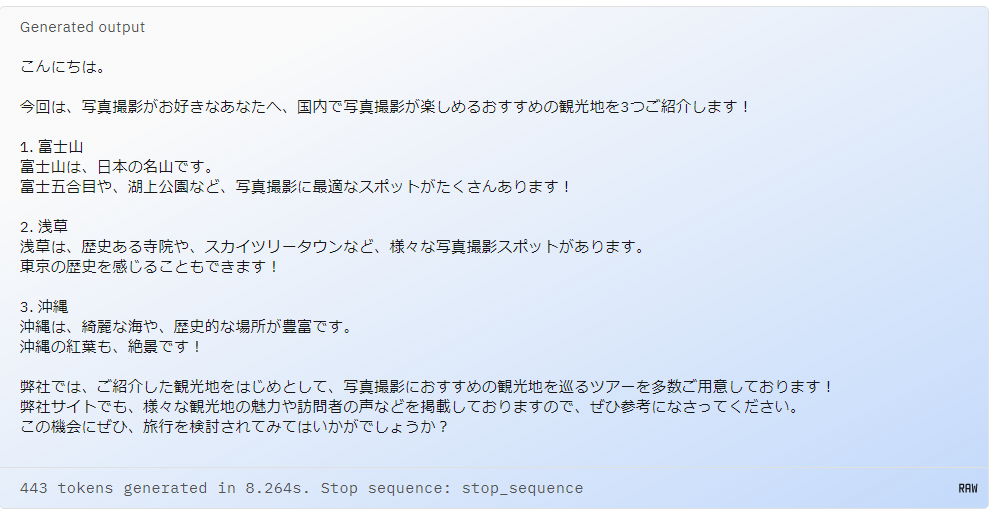 Generated output
こんにちは。
今回は、写真撮影がお好きなあなたへ、国内で写真撮影が楽しめるおすすめの観光地を3つご紹介します！
1. 富士山
富士山は、日本の名山です。
富士五合目や、湖上公園など、写真撮影に最適なスポットがたくさんあります！
2. 浅草
浅草は、歴史ある寺院や、スカイツリータウンなど、様々な写真撮影スポットがあります。
東京の歴史を感じることもできます！
3. 沖縄
沖縄は、綺麗な海や、歴史的な場所が豊富です。
沖縄の紅葉も、絶景です！
弊社では、ご紹介した観光地をはじめとして、写真撮影におすすめの観光地を巡るツアーを多数ご用意しております！
弊社サイトでも、様々な観光地の魅力や訪問者の声などを掲載しておりますので、ぜひ参考になさってください。
この機会にぜひ、旅行を検討されてみてはいかがでしょうか？
443 tokens generated in 8.264s. Stop sequence: stop_sequence
RAW